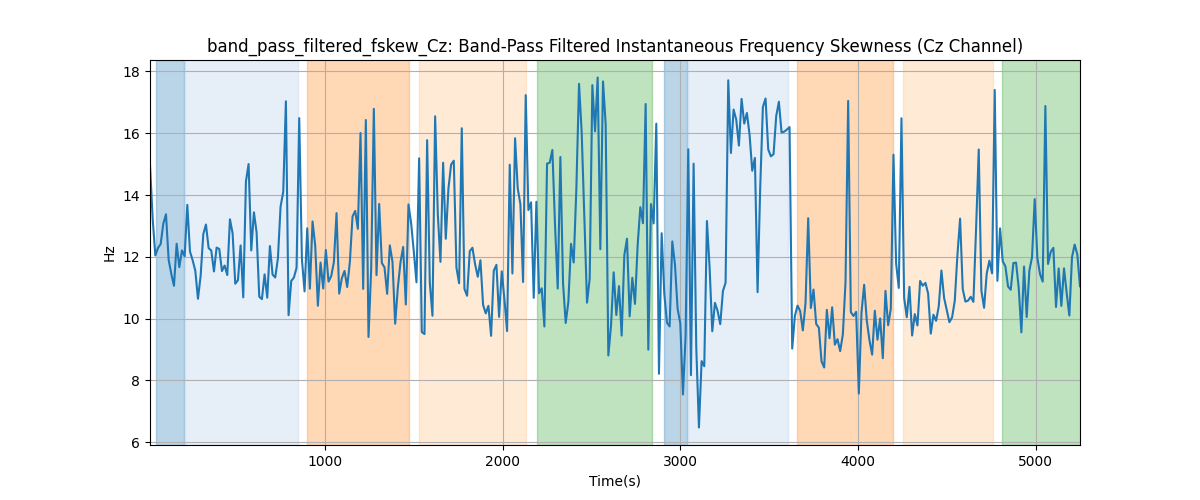 band_pass_filtered_fskew_Cz: Band-Pass Filtered Instantaneous Frequency Skewness (Cz Channel)
18
16
14
12
10
8
6
Hz
1000 2000 3000 4000 5000
Time(s)